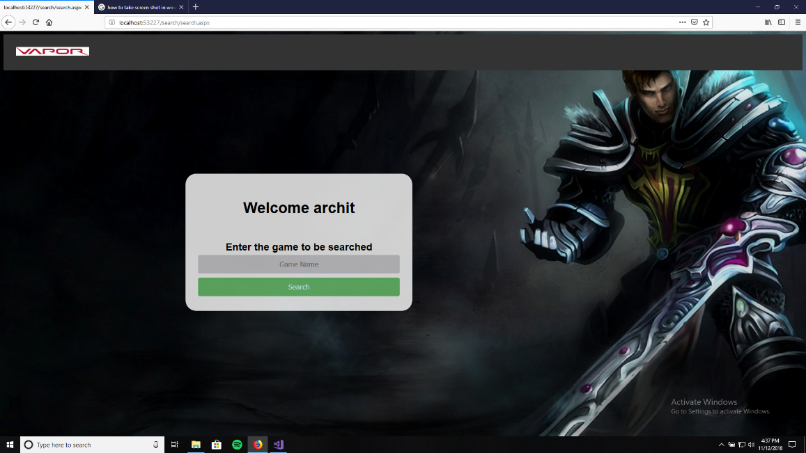 localhost:53227/search/search.aspx
how to take screen shot in win
localhost:53227/search/search.aspx
VAPOR
Welcome archit
Enter the game to be searched
Game Name
Search
Activate Windows
Go to Settings to activate Windows.
Type here to search
4:37 PM
11/12/2018